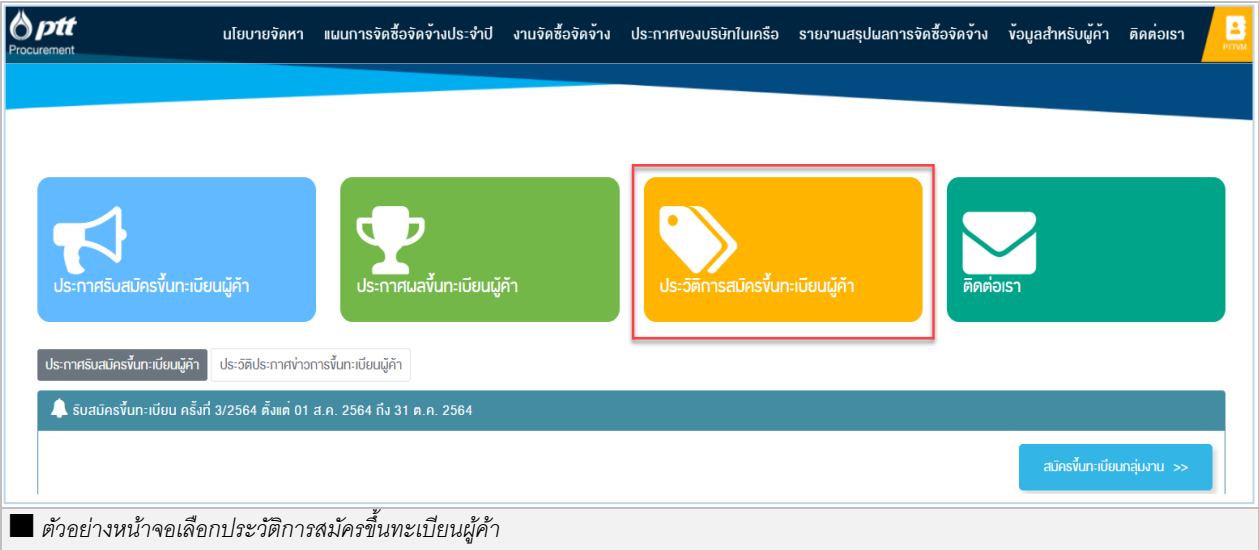 ptt
Procurement
นโยบายจัดหา แผนการจัดซื้อจัดจ้างประจำปี งานจัดซื้อจัดจ้าง ประกาศของบริษัทในเครือ รายงานสรุปผลการจัดซื้อจัดจ้าง ข้อมูลสำหรับผู้ค้า ติดต่อเรา
PTTVM
ประกาศรับสมัครขึ้นทะเบียนผู้ค้า
ประกาศผลขึ้นทะเบียนผู้ค้า
ประวัติการสมัครขึ้นทะเบียนผู้ค้า
ติดต่อเรา
ประกาศรับสมัครขึ้นทะเบียนผู้ค้า ประวัติประกาศข่าวการขึ้นทะเบียนผู้ค้า
รับสมัครขึ้นทะเบียน ครั้งที่ 3/2564 ตั้งแต่ 01 ส.ค. 2564 ถึง 31 ต.ค. 2564
สมัครขึ้นทะเบียนกลุ่มงาน >>
ตัวอย่างหน้าจอเลือกประวัติการสมัครขึ้นทะเบียนผู้ค้า